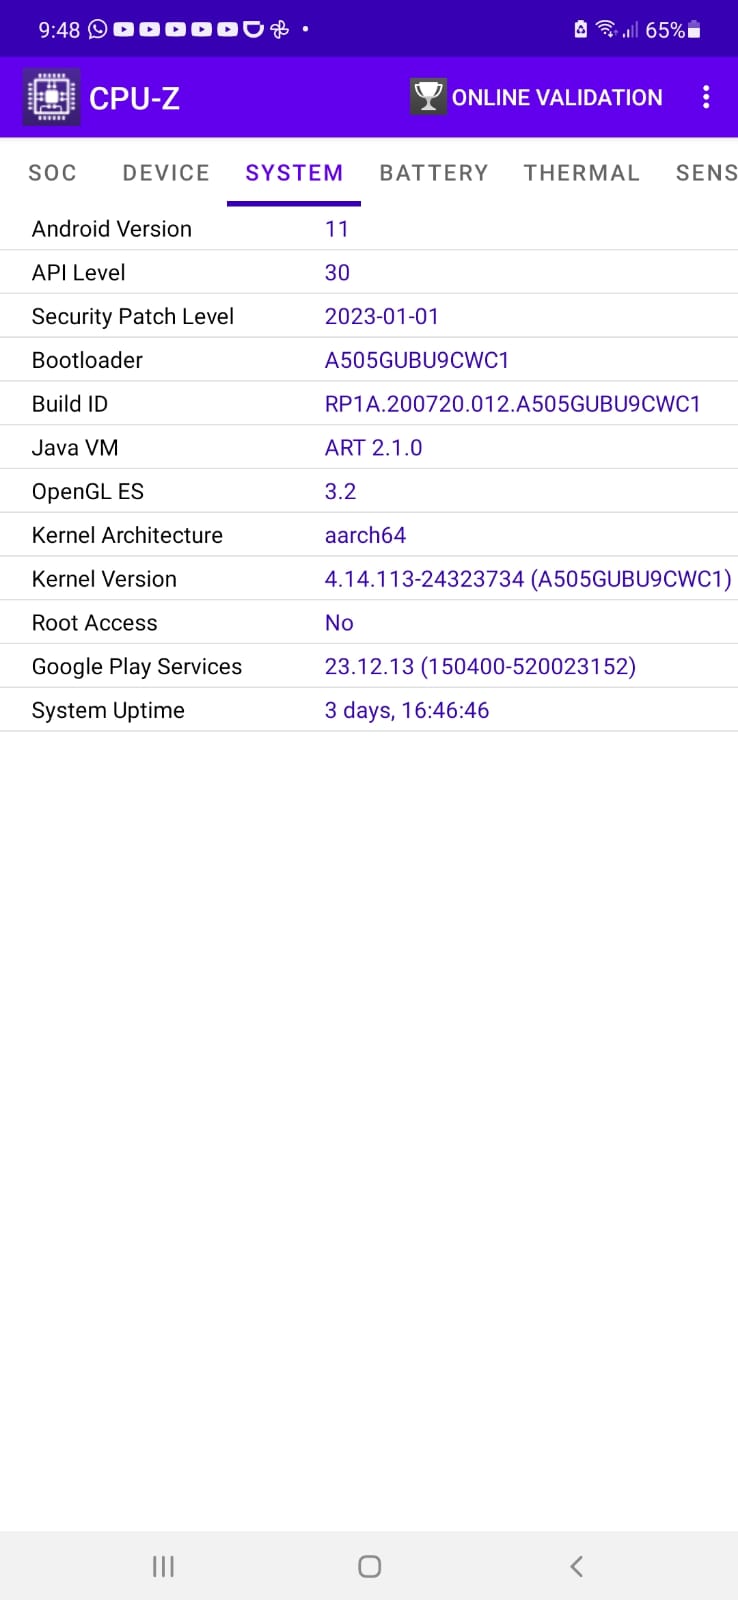 9:48 65%
CPU-Z ONLINE VALIDATION
SOC DEVICE SYSTEM BATTERY THERMAL SENS
Android Version 11
API Level 30
Security Patch Level 2023-01-01
Bootloader A505GUBU9CWC1
Build ID RP1A.200720.012.A505GUBU9CWC1
Java VM ART 2.1.0
OpenGL ES 3.2
Kernel Architecture aarch64
Kernel Version 4.14.113-24323734 (A505GUBU9CWC1)
Root Access No
Google Play Services 23.12.13 (150400-520023152)
System Uptime 3 days, 16:46:46